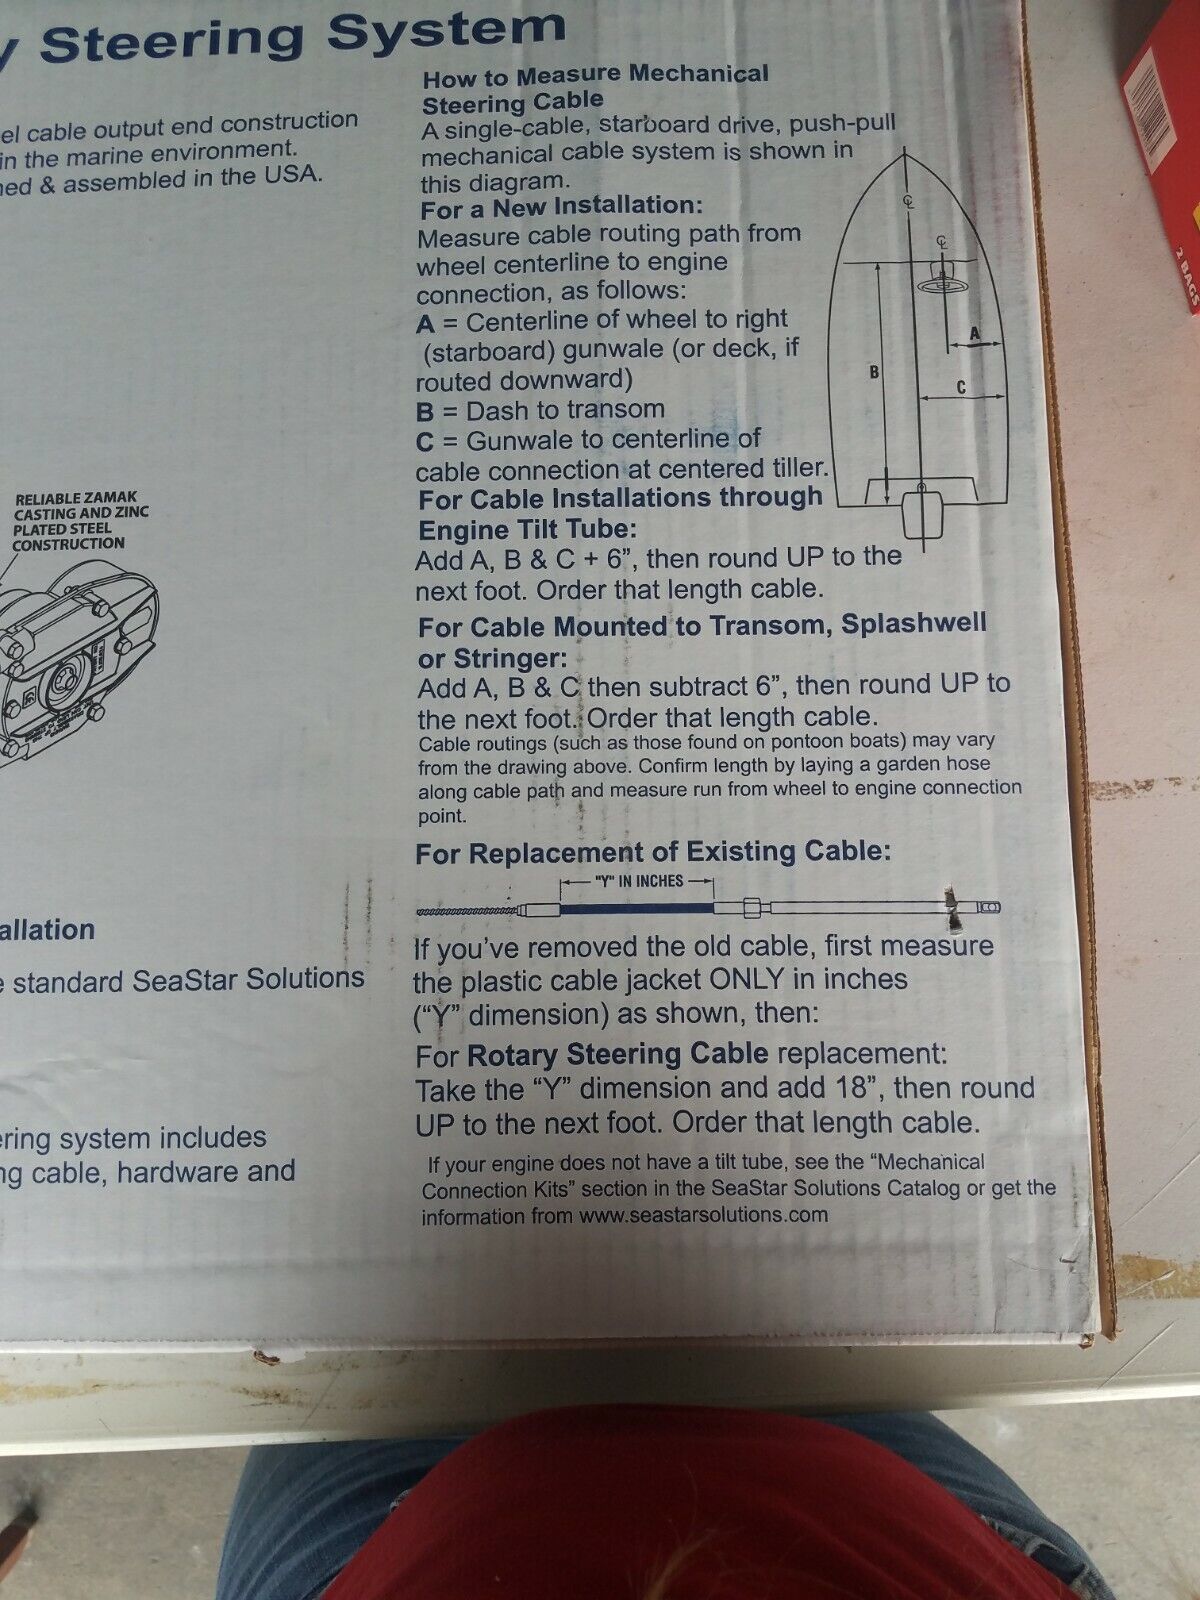 y Steering System
el cable output end construction
in the marine environment.
ned & assembled in the USA.
RELIABLE ZAMAK
CASTING AND ZINC
PLATED STEEL
CONSTRUCTION
allation
e standard SeaStar Solutions
ering system includes
ng cable, hardware and
How to Measure Mechanical
Steering Cable
A single-cable, starboard drive, push-pull
mechanical cable system is shown in
this diagram.
For a New Installation:
Measure cable routing path from
wheel centerline to engine
connection, as follows:
A = Centerline of wheel to right
(starboard) gunwale (or deck, if
routed downward)
B = Dash to transom
C = Gunwale to centerline of
cable connection at centered tiller.
For Cable Installations through
Engine Tilt Tube:
Add A, B & C + 6”, then round UP to the
next foot. Order that length cable.
For Cable Mounted to Transom, Splashwell
or Stringer:
Add A, B & C then subtract 6”, then round UP to
the next foot. Order that length cable.
Cable routings (such as those found on pontoon boats) may vary
from the drawing above. Confirm length by laying a garden hose
along cable path and measure run from wheel to engine connection
point.
For Replacement of Existing Cable:
"Y" IN INCHES
If you’ve removed the old cable, first measure
the plastic cable jacket ONLY in inches
(“Y” dimension) as shown, then:
For Rotary Steering Cable replacement:
Take the “Y” dimension and add 18”, then round
UP to the next foot. Order that length cable.
If your engine does not have a tilt tube, see the “Mechanical
Connection Kits” section in the SeaStar Solutions Catalog or get the
information from www.seastarsolutions.com
CL
CL
A
B
C
2 BAGS